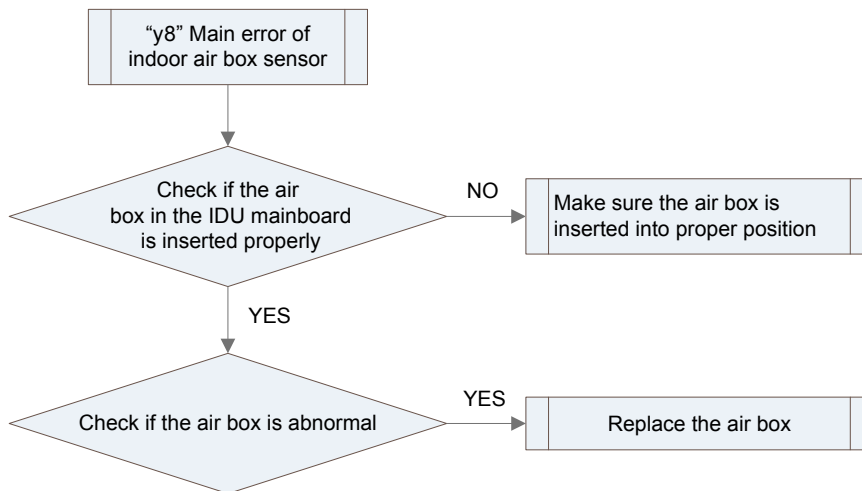 “y8” Main error of
indoor air box sensor
Check if the air
box in the IDU mainboard
is inserted properly
NO
Make sure the air box is
inserted into proper position
YES
Check if the air box is abnormal
YES
Replace the air box